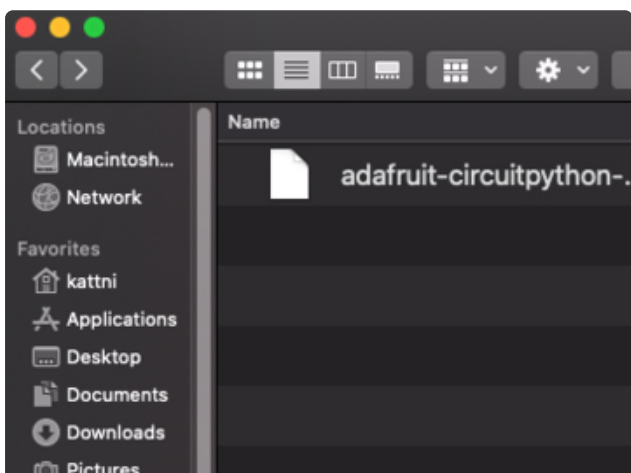 Locations
Macintosh...
Network
Favorites
kattni
Applications
Desktop
Documents
Downloads
Pictures
Name
adafruit-circuitpython-..